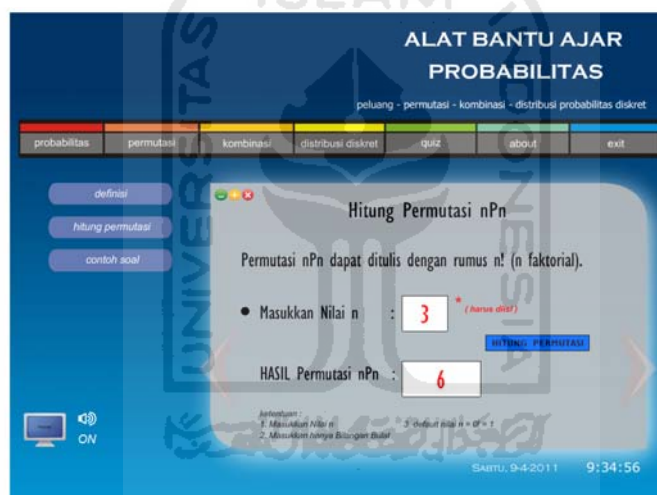 ISLAM
UNIVERSITAS
INDONESIA
ALAT BANTU AJAR
PROBABILITAS
peluang - permutasi - kombinasi - distribusi probabilitas diskret
probabilitas permutasi kombinasi distribusi diskret quiz about exit
definisi
hitung permutasi
contoh soal
Hitung Permutasi nPn
Permutasi nPn dapat ditulis dengan rumus n! (n faktorial).
• Masukkan Nilai n : 3 * (harus diisi)
HITUNG PERMUTASI
HASIL Permutasi nPn : 6
ketentuan :
1. Masukkan Nilai n 3. default nilai n = 0! = 1
2. Masukkan hanya Bilangan Bulat
ON
SABTU, 9-4-2011 9:34:56